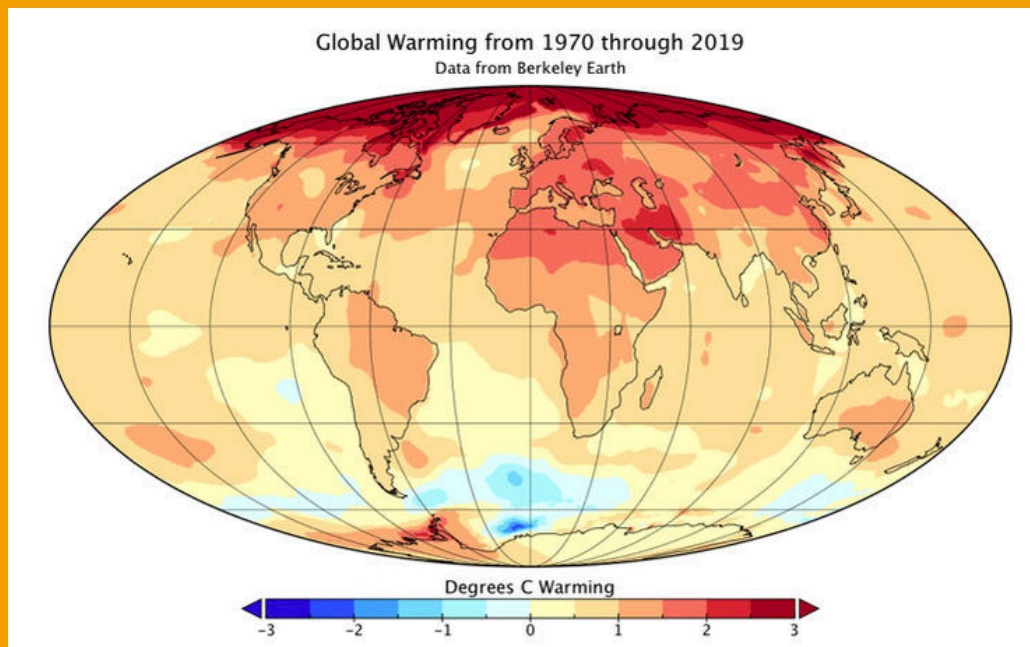 Global Warming from 1970 through 2019
Data from Berkeley Earth
Degrees C Warming
-3 -2 -1 0 1 2 3